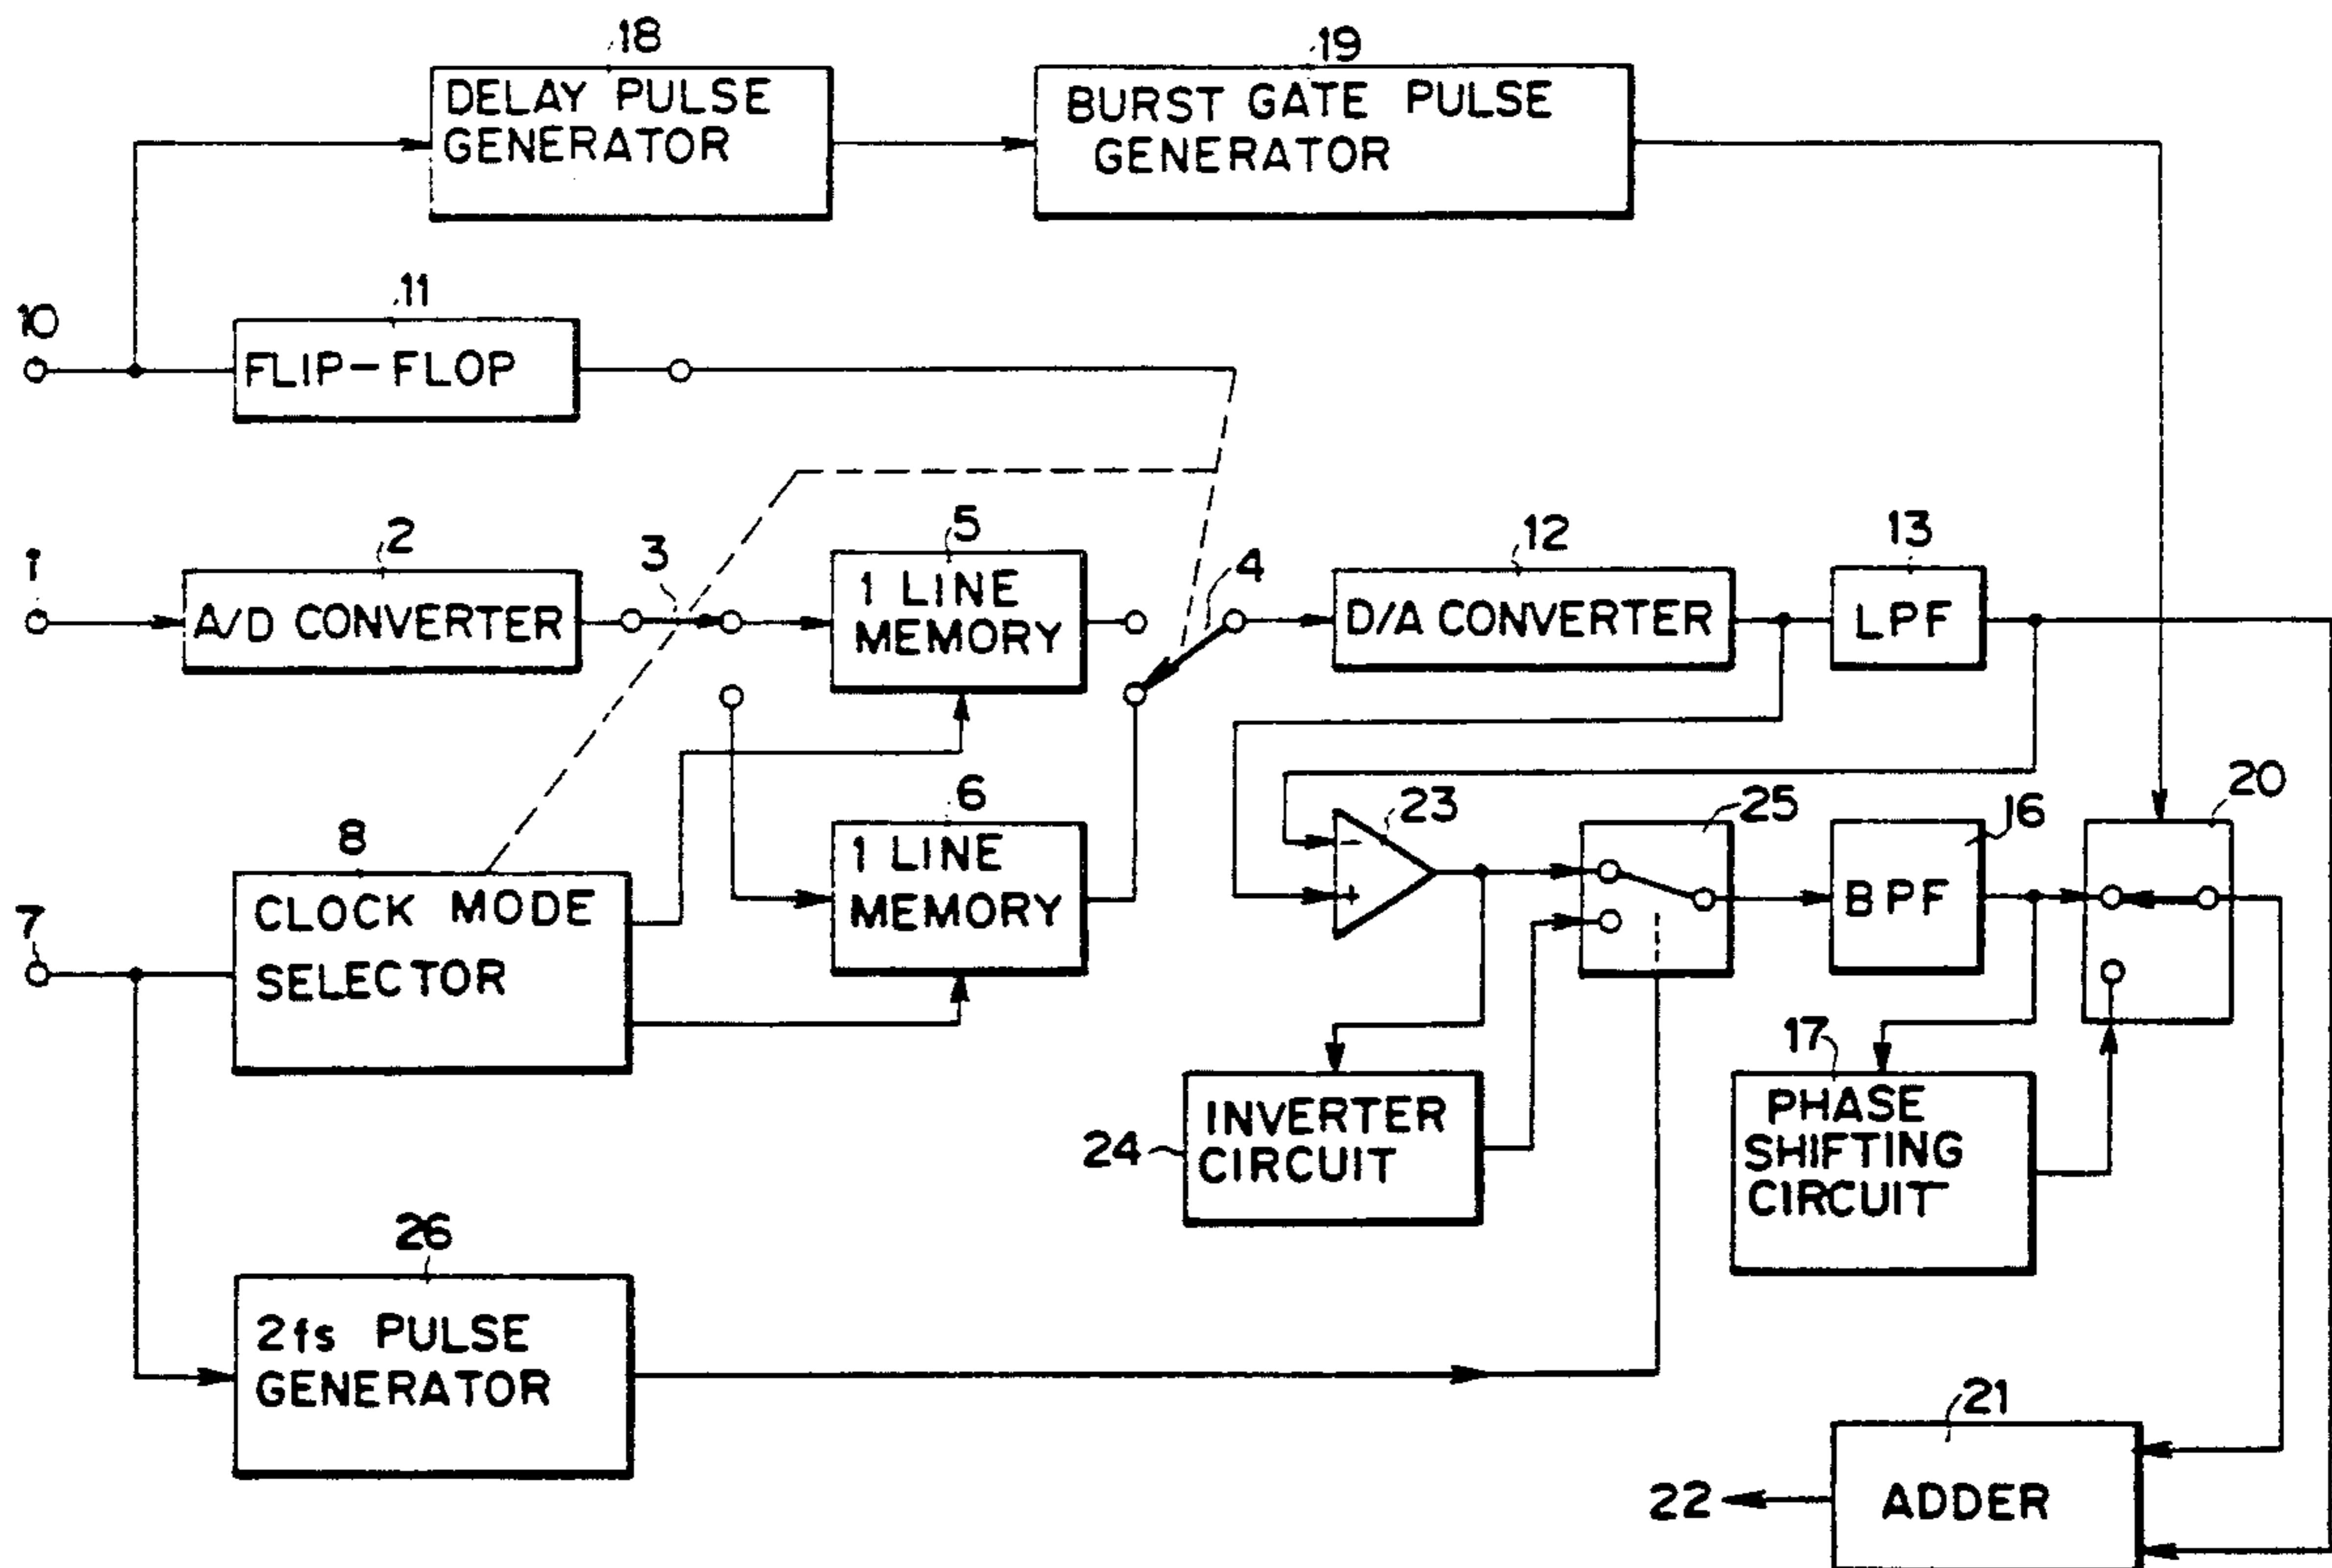 18
19
DELAY PULSE
GENERATOR
BURST GATE PULSE
GENERATOR
10
11
FLIP-FLOP
1
2
3
5
4
12
13
A/D CONVERTER
1 LINE
MEMORY
D/A CONVERTER
LPF
6
23
25
16
20
8
1 LINE
MEMORY
-
+
BPF
7
CLOCK MODE
SELECTOR
17
24
INVERTER
CIRCUIT
PHASE
SHIFTING
CIRCUIT
26
2fs PULSE
GENERATOR
21
22
ADDER